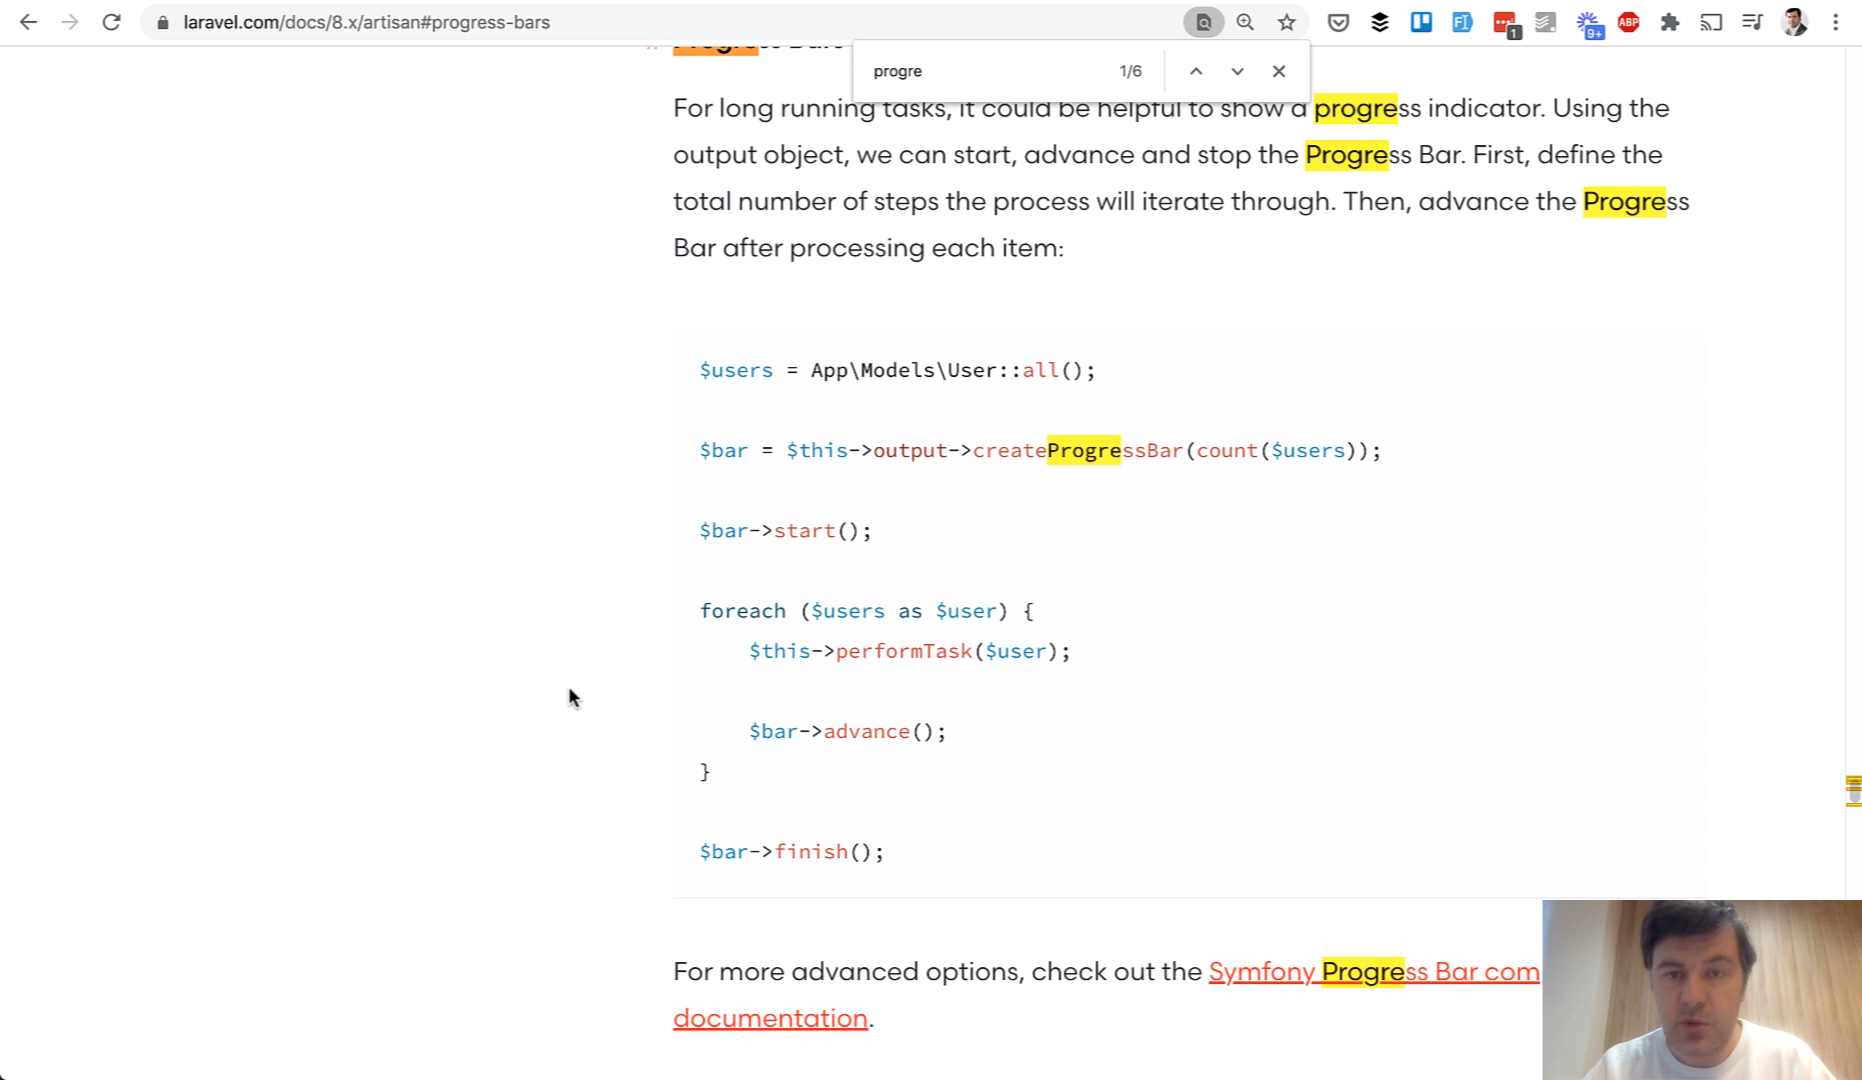 laravel.com/docs/8.x/artisan#progress-bars
1
9+
ABP
progre
1/6
For long running tasks, it could be helpful to show a progress indicator. Using the
output object, we can start, advance and stop the Progress Bar. First, define the
total number of steps the process will iterate through. Then, advance the Progress
Bar after processing each item:
$users = App\Models\User::all();
$bar = $this->output->createProgressBar(count($users));
$bar->start();
foreach ($users as $user) {
    $this->performTask($user);
    $bar->advance();
}
$bar->finish();
For more advanced options, check out the Symfony Progress Bar com
documentation.